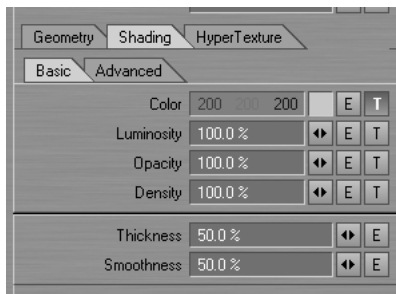 Geometry Shading HyperTexture
Basic Advanced
Color 200 200 200 E T
Luminosity 100.0 % E T
Opacity 100.0 % E T
Density 100.0 % E T
Thickness 50.0 % E
Smoothness 50.0 % E